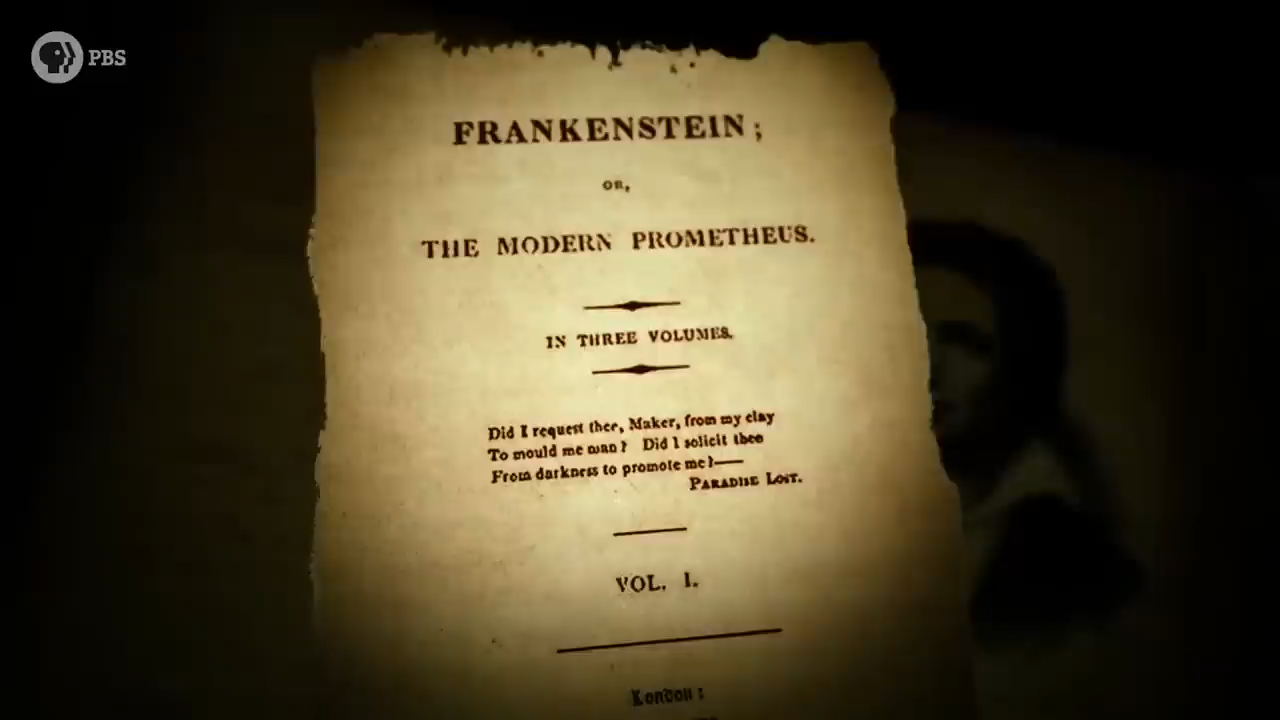 PBS
FRANKENSTEIN;
OR,
THE MODERN PROMETHEUS.
IN THREE VOLUMES.
Did I request thee, Maker, from my clay
To mould me man? Did I solicit thee
From darkness to promote me?—
PARADISE LOST.
VOL. I.
London: